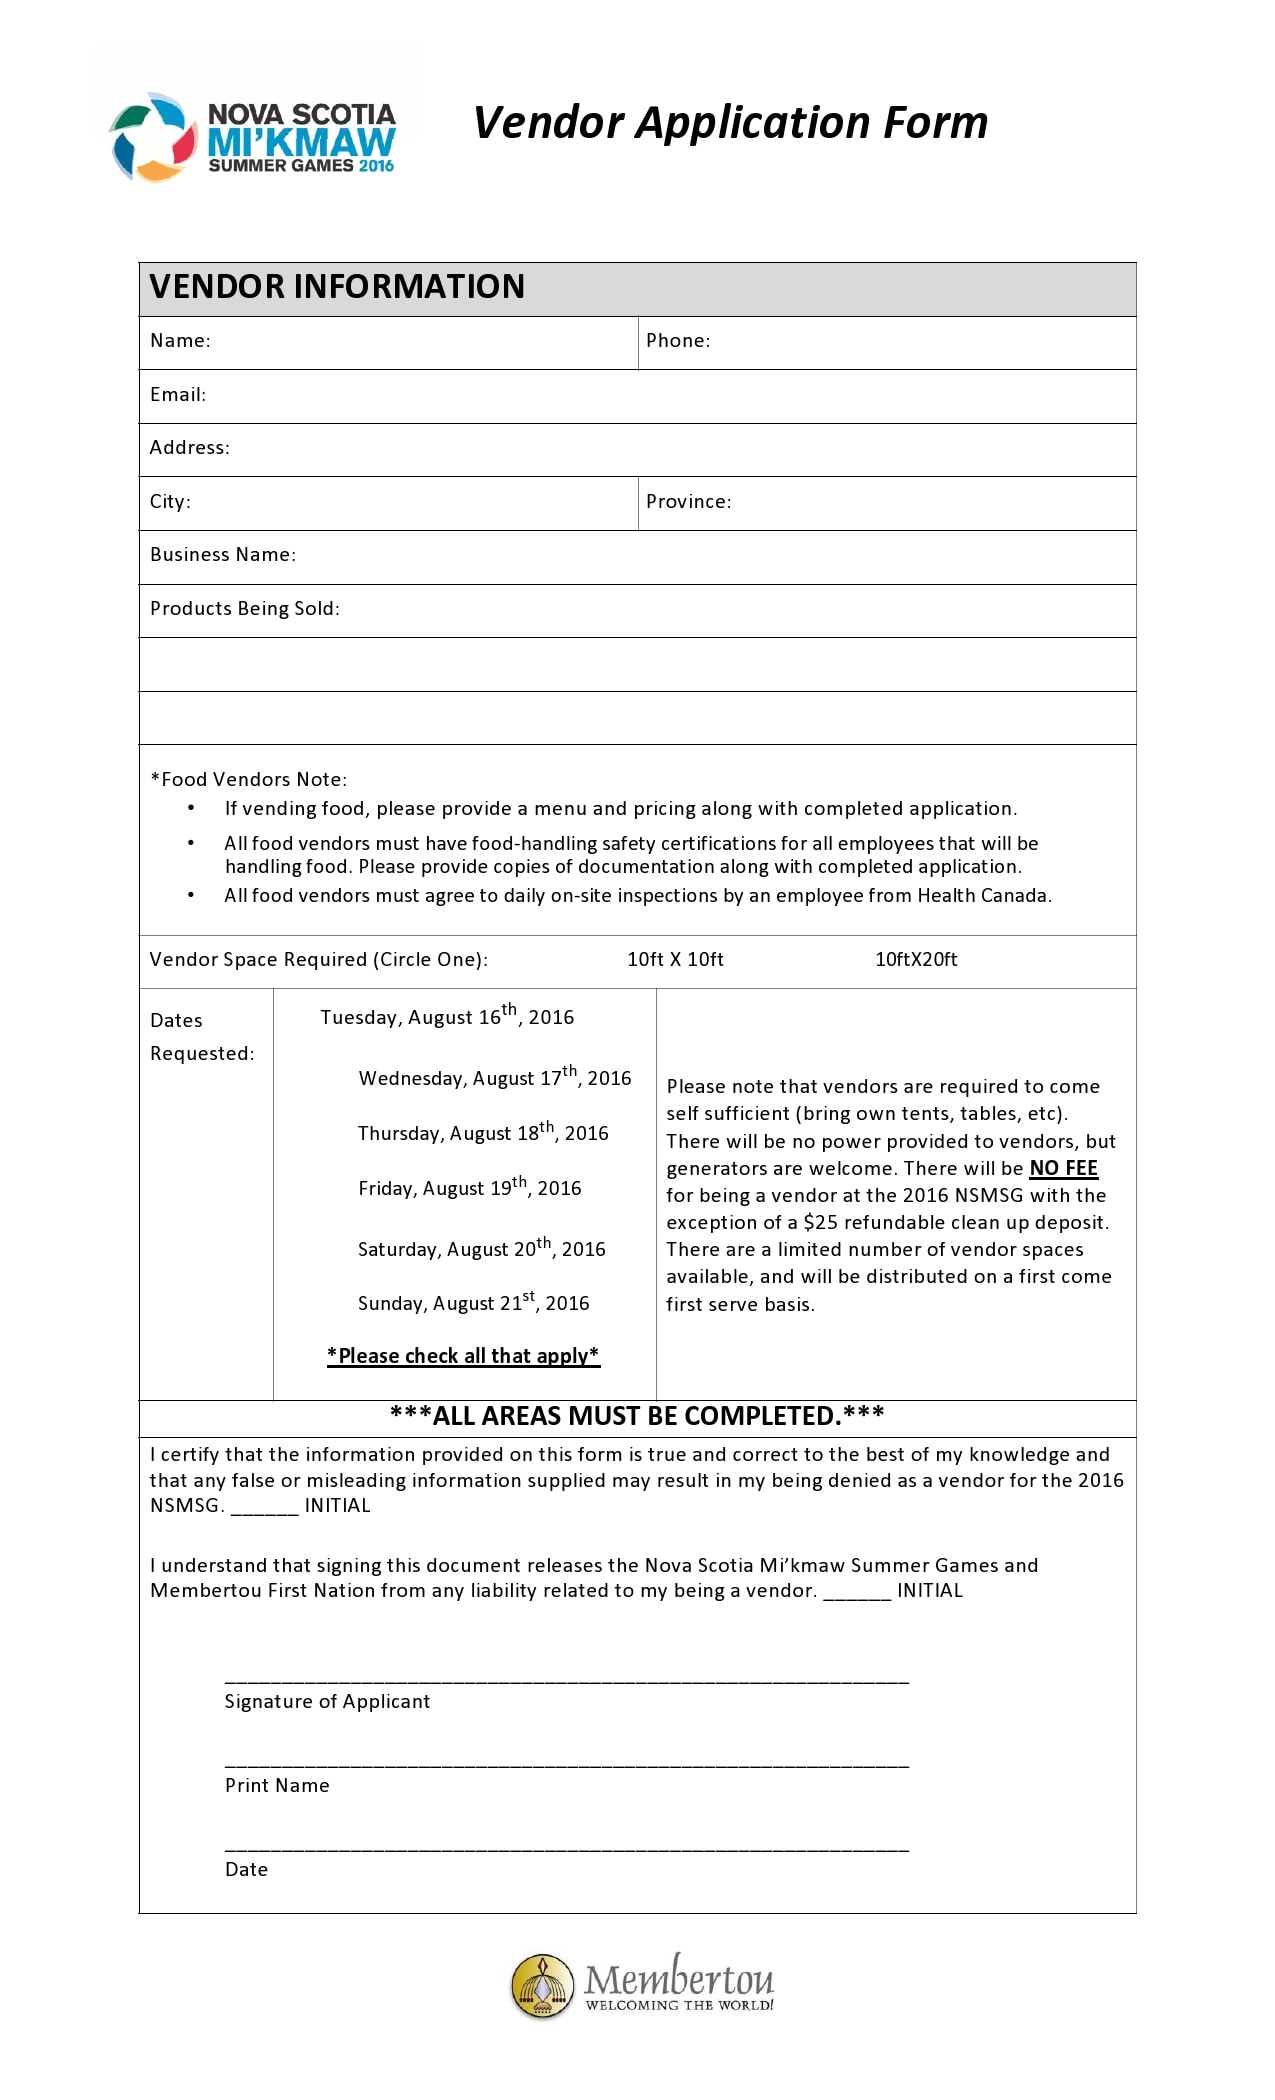 NOVA SCOTIA
MI'KMAW
SUMMER GAMES 2016
Vendor Application Form
VENDOR INFORMATION
Name:
Phone:
Email:
Address:
City:
Province:
Business Name:
Products Being Sold:
*Food Vendors Note:
• If vending food, please provide a menu and pricing along with completed application.
• All food vendors must have food-handling safety certifications for all employees that will be
handling food. Please provide copies of documentation along with completed application.
• All food vendors must agree to daily on-site inspections by an employee from Health Canada.
Vendor Space Required (Circle One): 10ft X 10ft 10ftX20ft
Dates
Requested:
Tuesday, August 16th, 2016
Wednesday, August 17th, 2016
Thursday, August 18th, 2016
Friday, August 19th, 2016
Saturday, August 20th, 2016
Sunday, August 21st, 2016
*Please check all that apply*
Please note that vendors are required to come
self sufficient (bring own tents, tables, etc).
There will be no power provided to vendors, but
generators are welcome. There will be NO FEE
for being a vendor at the 2016 NSMSG with the
exception of a $25 refundable clean up deposit.
There are a limited number of vendor spaces
available, and will be distributed on a first come
first serve basis.
***ALL AREAS MUST BE COMPLETED.***
I certify that the information provided on this form is true and correct to the best of my knowledge and
that any false or misleading information supplied may result in my being denied as a vendor for the 2016
NSMSG. ______ INITIAL
I understand that signing this document releases the Nova Scotia Mi’kmaw Summer Games and
Membertou First Nation from any liability related to my being a vendor. ______ INITIAL
Signature of Applicant
Print Name
Date
Membertou
WELCOMING THE WORLD!